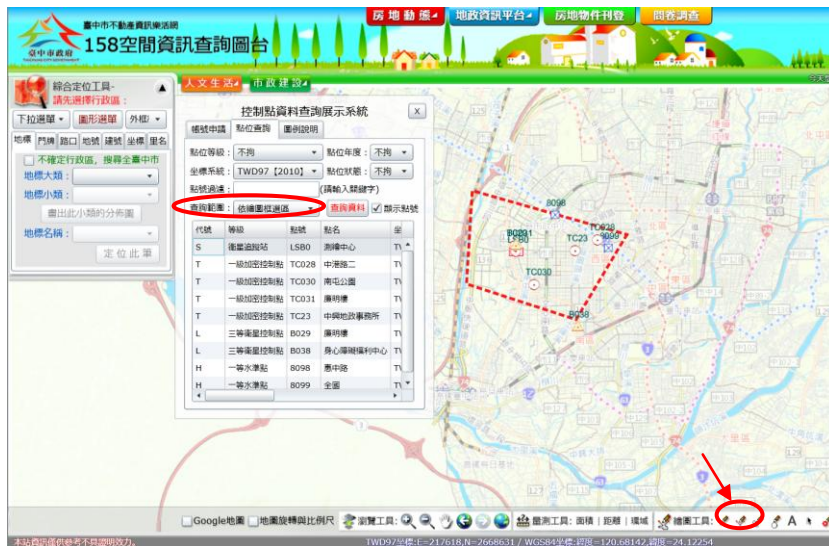 臺中市不動產資訊樂活網
158空間資訊查詢圖台
臺中市政府
房地動態
地政資訊平台
房地物件刊登
問卷調查
人文生活
市政建設
綜合定位工具-
請先選擇行政區：
下拉選單
圖形選單
外框
地標 門牌 路口 地號 建號 坐標 里名
不確定行政區，搜尋全臺中市
地標大類：
地標小類：
畫出此小類的分佈圖
地標名稱：
定位此筆
控制點資料查詢展示系統
X
帳號申請 點位查詢 圖例說明
點位等級： 不拘 點位年度： 不拘
坐標系統： TWD97【2010】 點位狀態： 不拘
點號過濾： (請輸入關鍵字)
查詢範圍： 依繪圖框選區 查詢資料 顯示點號
代號 等級 點號 點名 坐
S 衛星追蹤站 LSB0 測繪中心 TV
T 一級加密控制點 TC028 中港路二 TV
T 一級加密控制點 TC030 南屯公園 TV
T 一級加密控制點 TC031 廉明樓 TV
T 一級加密控制點 TC23 中興地政事務所 TV
L 三等衛星控制點 B029 廉明樓 TV
L 三等衛星控制點 B038 身心障礙福利中心 TV
H 一等水準點 8098 惠中路 TV
H 一等水準點 8099 全國 TV
8098
TC028
8099
TC23
TC030
B038
Google地圖 地圖旋轉與比例尺 瀏覽工具: 量測工具: 面積 | 距離 | 環域 繪圖工具: A
本站資訊僅供參考不具證明效力。
TWD97坐標:E=217618,N=2668631 / WGS84坐標:經度=120.68142,緯度=24.12254